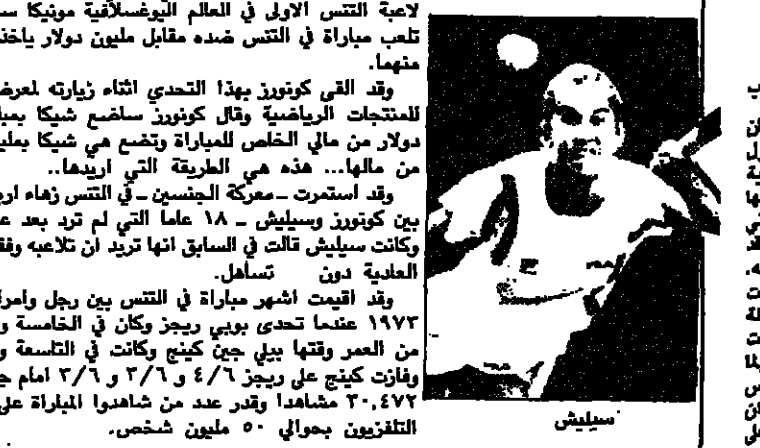 لاعبة التنس الاولى في العالم اليوغسلافية مونيكا
تلعب مباراة في التنس ضده مقابل مليون دولار
منهما.
وقد القى كونورز بهذا التحدي اثناء زيارته
للمنتجات الرياضية وقال كونورز ساضع شيكا
دولار من مالي الخاص للمباراة وتضع هي شيكا
من مالها... هذه هي الطريقة التي اريدها..
وقد استمرت ـ معركة الجنسين ـ في التنس زهاء
بين كونورز وسيليش ـ ١٨ عاما التي لم ترد بعد
وكانت سيليش قالت في السابق انها تريد ان تلاعبه
العادية دون تساهل.
وقد اقيمت اشهر مباراة في التنس بين رجل
١٩٧٣ عندما تحدى بوبي ريجز وكان في الخامسة
من العمر وقتها بيلي جين كينج وكانت في التاسعة
وفازت كينج على ريجز ٤/٦ و ٣/٦ و ٣/٦ امام
٣٠,٤٧٢ مشاهدا وقدر عدد من شاهدوا المباراة على
التلفزيون بحوالي ٥٠ مليون شخص.
سيليش